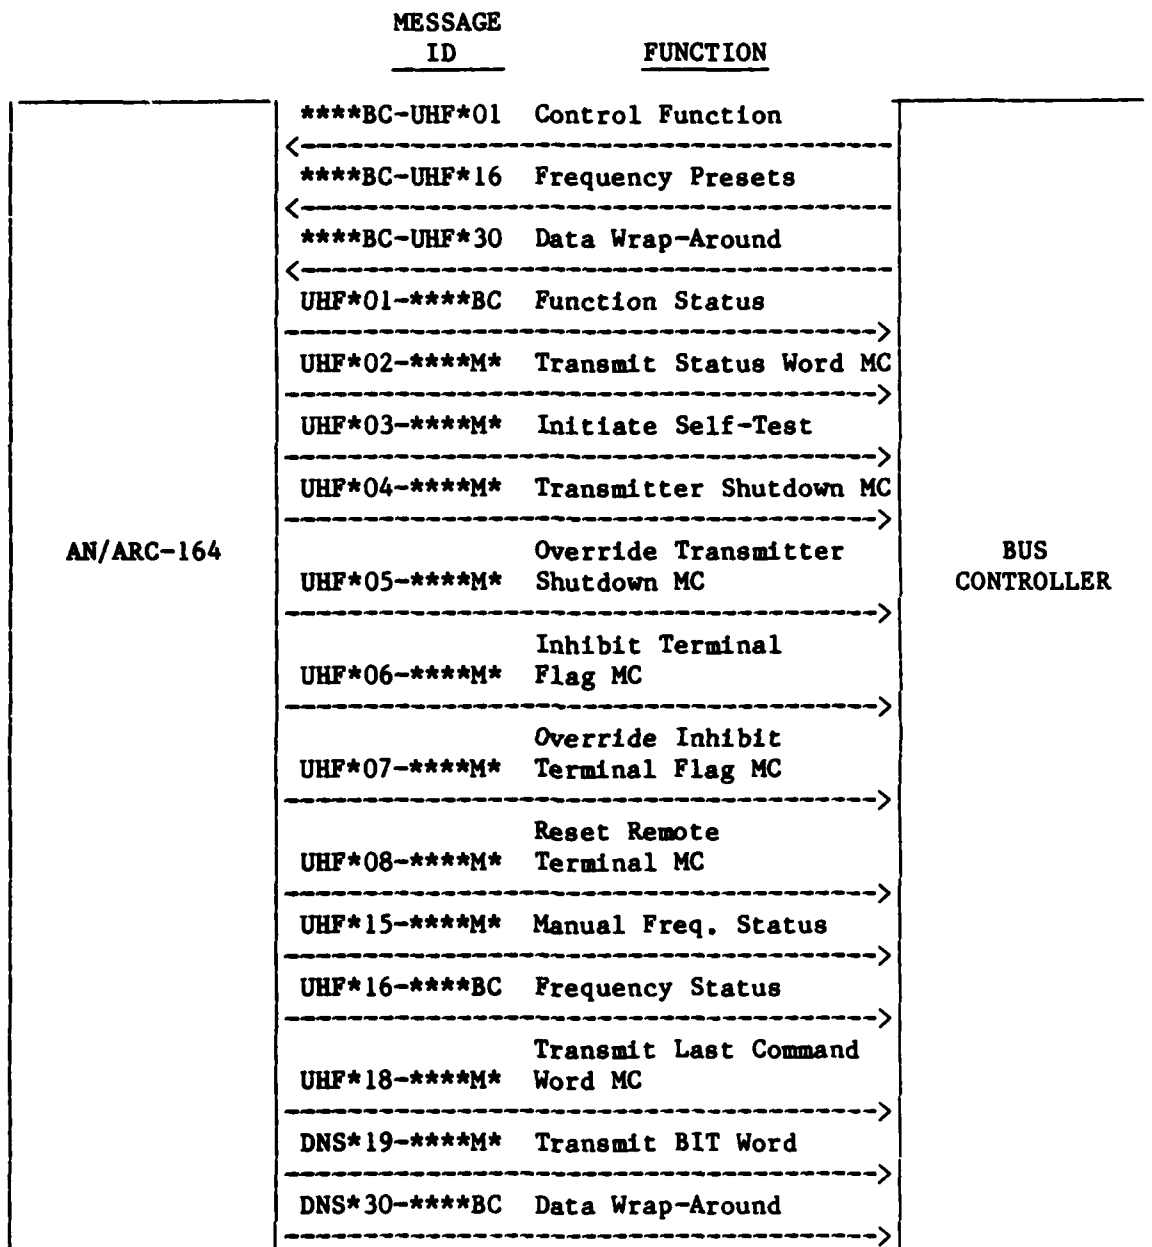 MESSAGE
ID FUNCTION
****BC-UHF*01 Control Function
****BC-UHF*16 Frequency Presets
****BC-UHF*30 Data Wrap-Around
UHF*01-****BC Function Status
UHF*02-****M* Transmit Status Word MC
UHF*03-****M* Initiate Self-Test
UHF*04-****M* Transmitter Shutdown MC
AN/ARC-164 Override Transmitter BUS
UHF*05-****M* Shutdown MC CONTROLLER
Inhibit Terminal
UHF*06-****M* Flag MC
Override Inhibit
UHF*07-****M* Terminal Flag MC
Reset Remote
UHF*08-****M* Terminal MC
UHF*15-****M* Manual Freq. Status
UHF*16-****BC Frequency Status
Transmit Last Command
UHF*18-****M* Word MC
DNS*19-****M* Transmit BIT Word
DNS*30-****BC Data Wrap-Around